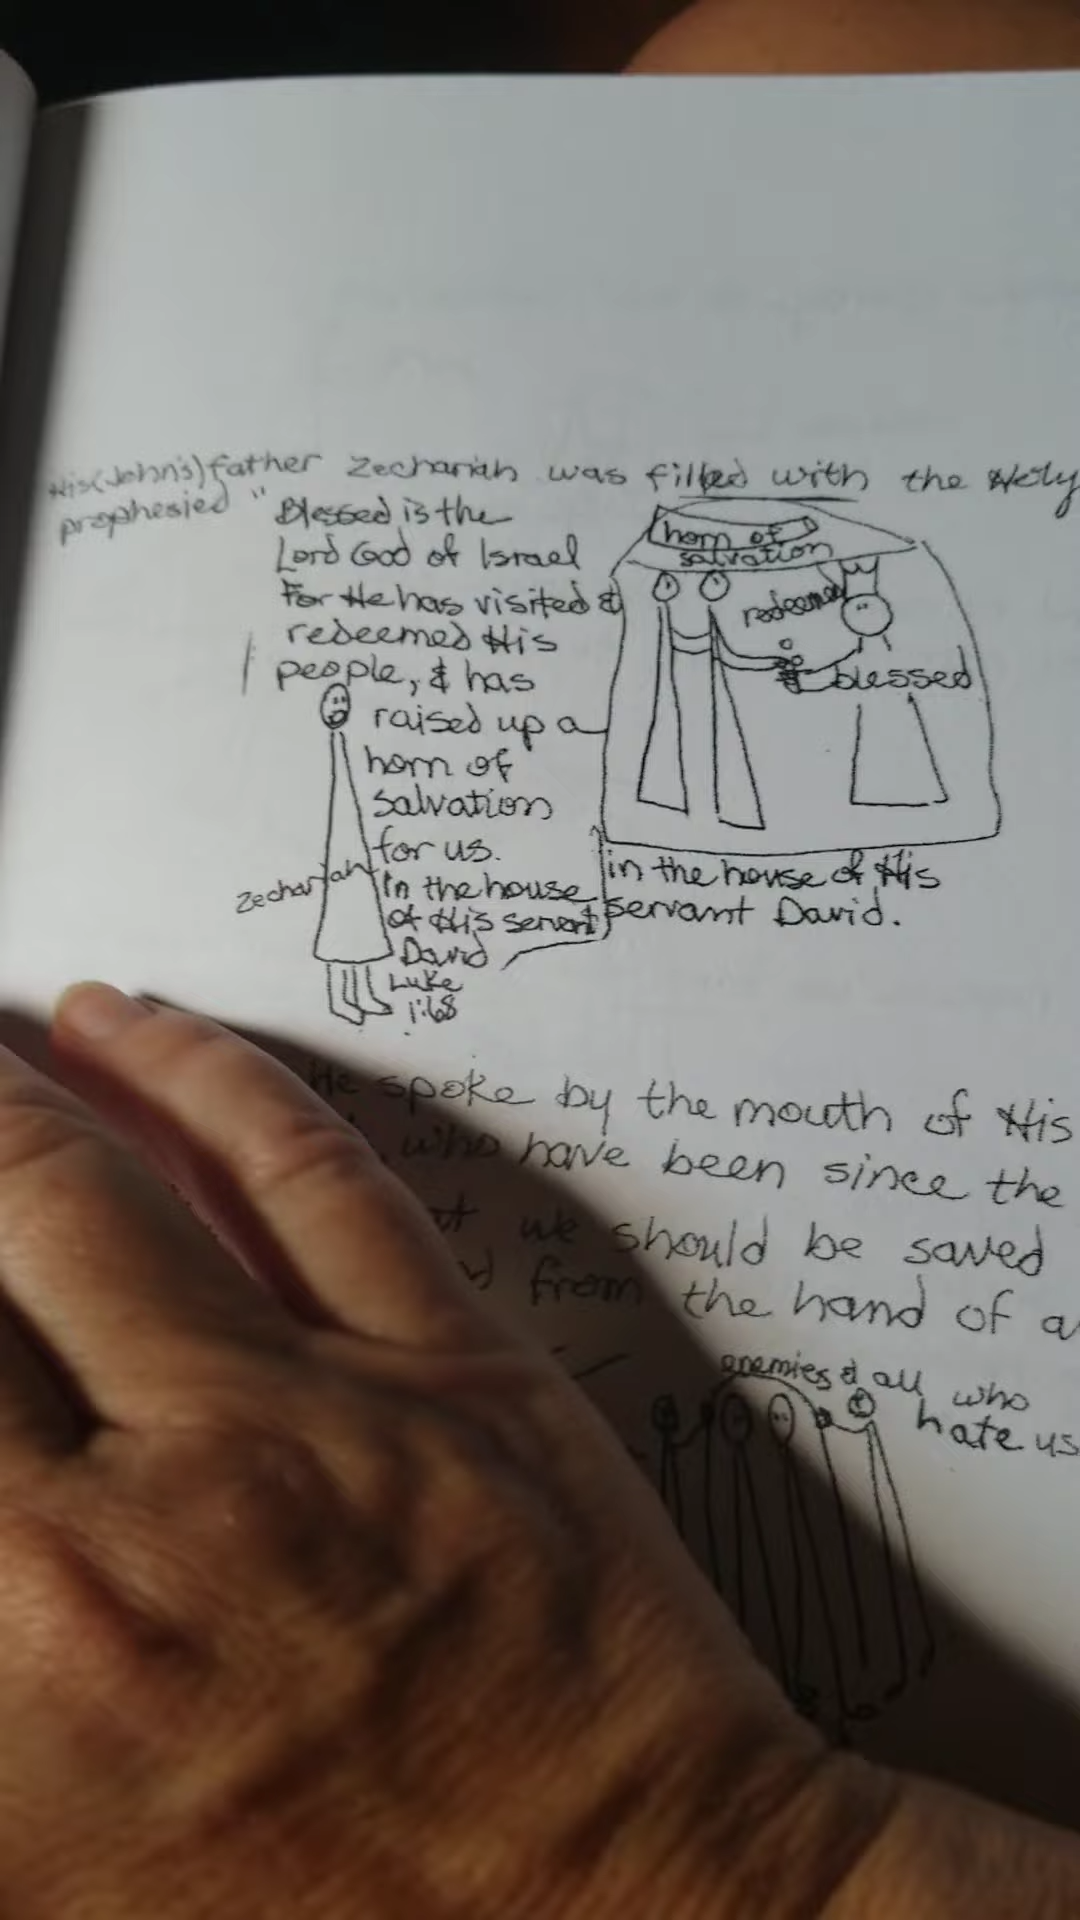 His (John's) father Zechariah was filled with the Holy
prophesied "Blessed is the
Lord God of Israel
For He has visited &
redeemed His
people, & has
raised up a
horn of
salvation
for us.
In the house
of His servant
David
Luke
1:68
Zechariah
horn of
salvation
redeemed
blessed
in the house of His
servant David.
He spoke by the mouth of His
who have been since the
we should be saved
from the hand of a
enemies & all who
hate us